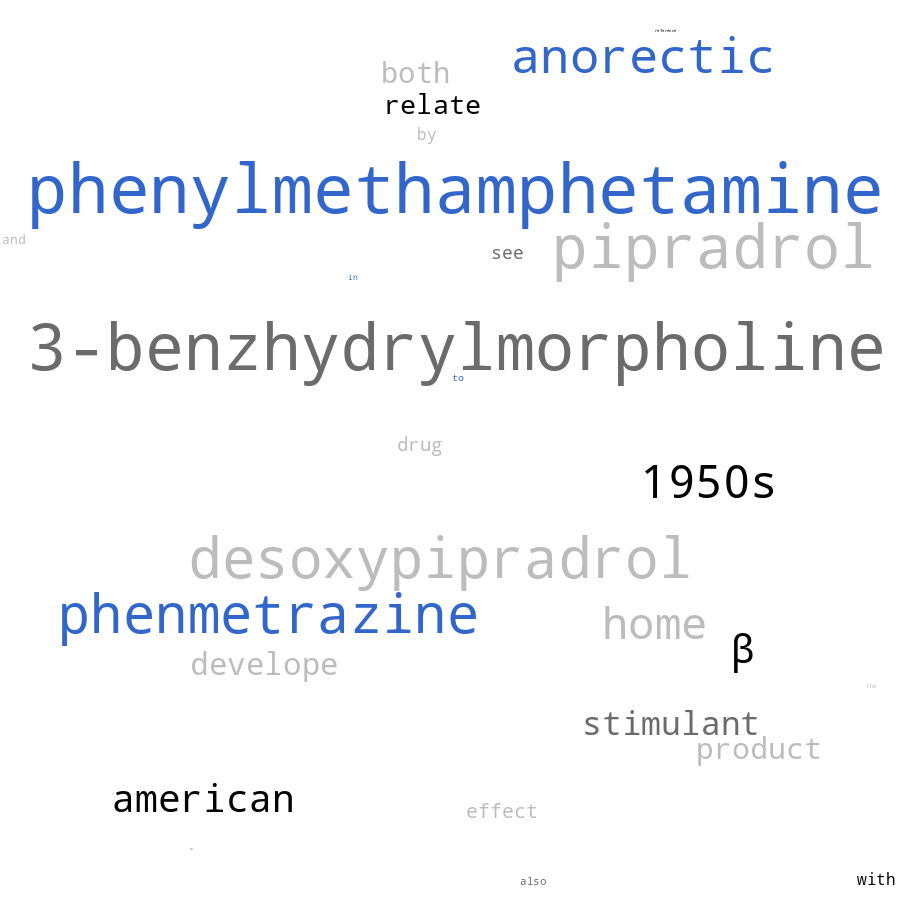 reference
anorectic
both
relate
by
phenylmethamphetamine
and
pipradrol
see
in
3-benzhydrylmorpholine
to
drug
1950s
desoxypipradrol
phenmetrazine
home
β
develope
the
stimulant
product
american
effect
.
also
with